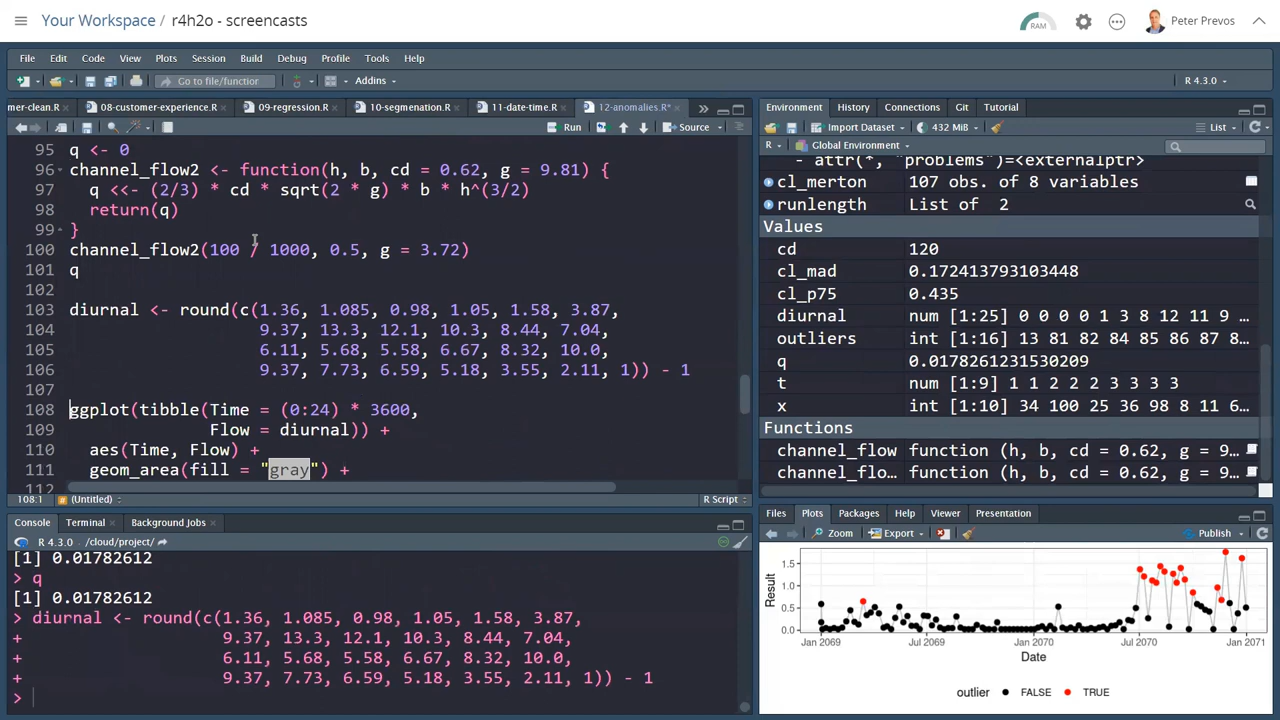 Your Workspace / r4h2o - screencasts
RAM
Peter Prevos
File Edit Code View Plots Session Build Debug Profile Tools Help
Go to file/function Addins R 4.3.0
mer-clean.R 08-customer-experience.R 09-regression.R 10-segmenation.R 11-date-time.R 12-anomalies.R*
Run Source
95 q <- 0
96 channel_flow2 <- function(h, b, cd = 0.62, g = 9.81) {
97 q <<- (2/3) * cd * sqrt(2 * g) * b * h^(3/2)
98 return(q)
99 }
100 channel_flow2(100 / 1000, 0.5, g = 3.72)
101 q
102
103 diurnal <- round(c(1.36, 1.085, 0.98, 1.05, 1.58, 3.87,
104 9.37, 13.3, 12.1, 10.3, 8.44, 7.04,
105 6.11, 5.68, 5.58, 6.67, 8.32, 10.0,
106 9.37, 7.73, 6.59, 5.18, 3.55, 2.11, 1)) - 1
107
108 ggplot(tibble(Time = (0:24) * 3600,
109 Flow = diurnal)) +
110 aes(Time, Flow) +
111 geom_area(fill = "gray") +
112
108:1 # (Untitled) R Script
Console Terminal Background Jobs
R 4.3.0 · /cloud/project/
[1] 0.01782612
> q
[1] 0.01782612
> diurnal <- round(c(1.36, 1.085, 0.98, 1.05, 1.58, 3.87,
+ 9.37, 13.3, 12.1, 10.3, 8.44, 7.04,
+ 6.11, 5.68, 5.58, 6.67, 8.32, 10.0,
+ 9.37, 7.73, 6.59, 5.18, 3.55, 2.11, 1)) - 1
>
Environment History Connections Git Tutorial
Import Dataset 432 MiB List
R Global Environment
- attr(*, "problems")=<externalptr>
cl_merton 107 obs. of 8 variables
runlength List of 2
Values
cd 120
cl_mad 0.172413793103448
cl_p75 0.435
diurnal num [1:25] 0 0 0 0 1 3 8 12 11 9 ...
outliers int [1:16] 13 81 82 84 85 86 87 8...
q 0.0178261231530209
t num [1:9] 1 1 2 2 2 3 3 3 3
x int [1:10] 34 100 25 36 98 8 11 6...
Functions
channel_flow function (h, b, cd = 0.62, g = 9...
channel_flo... function (h, b, cd = 0.62, g = 9...
Files Plots Packages Help Viewer Presentation
Zoom Export Publish
Result
1.5
1.0
0.5
0.0
Jan 2069 Jul 2069 Jan 2070 Jul 2070 Jan 2071
Date
outlier FALSE TRUE